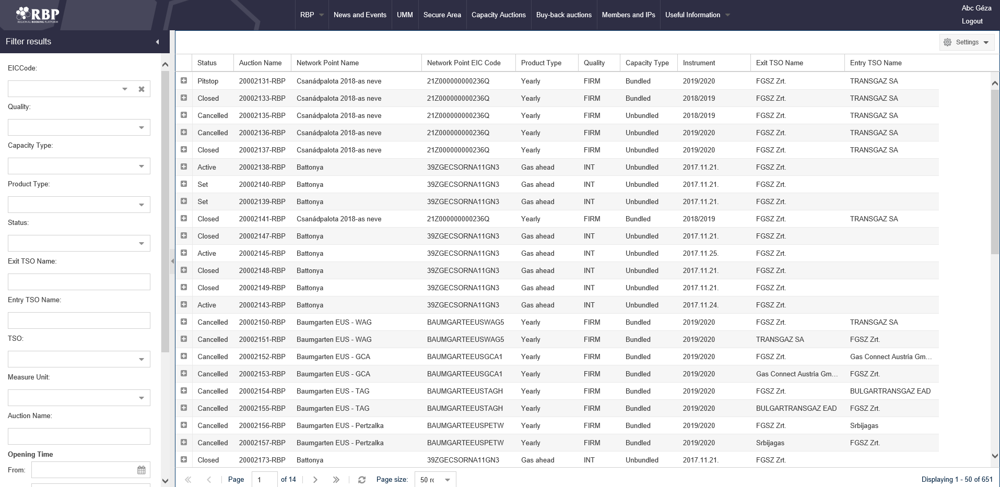 RBP
REGIONAL BOOKING PLATFORM
RBP News and Events UMM Secure Area Capacity Auctions Buy-back auctions Members and IPs Useful Information
Abc Géza
Logout
Filter results
EICCode:
Quality:
Capacity Type:
Product Type:
Status:
Exit TSO Name:
Entry TSO Name:
TSO:
Measure Unit:
Auction Name:
Opening Time
From:
Settings
Status Auction Name Network Point Name Network Point EIC Code Product Type Quality Capacity Type Instrument Exit TSO Name Entry TSO Name
Pitstop 20002131-RBP Csanádpalota 2018-as neve 21Z000000000236Q Yearly FIRM Bundled 2019/2020 FGSZ Zrt. TRANSGAZ SA
Closed 20002133-RBP Csanádpalota 2018-as neve 21Z000000000236Q Yearly FIRM Bundled 2018/2019 FGSZ Zrt. TRANSGAZ SA
Cancelled 20002135-RBP Csanádpalota 2018-as neve 21Z000000000236Q Yearly FIRM Unbundled 2018/2019 FGSZ Zrt. TRANSGAZ SA
Cancelled 20002136-RBP Csanádpalota 2018-as neve 21Z000000000236Q Yearly FIRM Unbundled 2019/2020 FGSZ Zrt. TRANSGAZ SA
Closed 20002137-RBP Csanádpalota 2018-as neve 21Z000000000236Q Yearly FIRM Unbundled 2019/2020 FGSZ Zrt. TRANSGAZ SA
Active 20002138-RBP Battonya 39ZGECSORNA11GN3 Gas ahead INT Unbundled 2017.11.21. FGSZ Zrt.
Set 20002140-RBP Battonya 39ZGECSORNA11GN3 Gas ahead INT Unbundled 2017.11.21. FGSZ Zrt.
Set 20002139-RBP Battonya 39ZGECSORNA11GN3 Gas ahead INT Unbundled 2017.11.21. FGSZ Zrt.
Closed 20002141-RBP Csanádpalota 2018-as neve 21Z000000000236Q Yearly FIRM Bundled 2018/2019 FGSZ Zrt. TRANSGAZ SA
Closed 20002147-RBP Battonya 39ZGECSORNA11GN3 Gas ahead INT Unbundled 2017.11.21. FGSZ Zrt.
Active 20002145-RBP Battonya 39ZGECSORNA11GN3 Gas ahead INT Unbundled 2017.11.25. FGSZ Zrt.
Closed 20002148-RBP Battonya 39ZGECSORNA11GN3 Gas ahead INT Unbundled 2017.11.21. FGSZ Zrt.
Closed 20002149-RBP Battonya 39ZGECSORNA11GN3 Gas ahead INT Unbundled 2017.11.21. FGSZ Zrt.
Active 20002143-RBP Battonya 39ZGECSORNA11GN3 Gas ahead INT Unbundled 2017.11.24. FGSZ Zrt.
Cancelled 20002150-RBP Baumgarten EUS - WAG BAUMGARTEEUSWAG5 Yearly FIRM Bundled 2019/2020 FGSZ Zrt. TRANSGAZ SA
Cancelled 20002151-RBP Baumgarten EUS - WAG BAUMGARTEEUSWAG5 Yearly FIRM Bundled 2019/2020 TRANSGAZ SA FGSZ Zrt.
Cancelled 20002152-RBP Baumgarten EUS - GCA BAUMGARTEEUSGCA1 Yearly FIRM Bundled 2019/2020 FGSZ Zrt. Gas Connect Austria Gm...
Cancelled 20002153-RBP Baumgarten EUS - GCA BAUMGARTEEUSGCA1 Yearly FIRM Bundled 2019/2020 Gas Connect Austria Gm... FGSZ Zrt.
Cancelled 20002154-RBP Baumgarten EUS - TAG BAUMGARTEEUSTAGH Yearly FIRM Bundled 2019/2020 FGSZ Zrt. BULGARTRANSGAZ EAD
Cancelled 20002155-RBP Baumgarten EUS - TAG BAUMGARTEEUSTAGH Yearly FIRM Bundled 2019/2020 BULGARTRANSGAZ EAD FGSZ Zrt.
Cancelled 20002156-RBP Baumgarten EUS - Pertzalka BAUMGARTEEUSPETW Yearly FIRM Bundled 2019/2020 FGSZ Zrt. Srbijagas
Cancelled 20002157-RBP Baumgarten EUS - Pertzalka BAUMGARTEEUSPETW Yearly FIRM Bundled 2019/2020 Srbijagas FGSZ Zrt.
Closed 20002173-RBP Battonya 39ZGECSORNA11GN3 Gas ahead INT Unbundled 2017.11.21. FGSZ Zrt.
Page 1 of 14 Page size: 50 rc Displaying 1 - 50 of 651